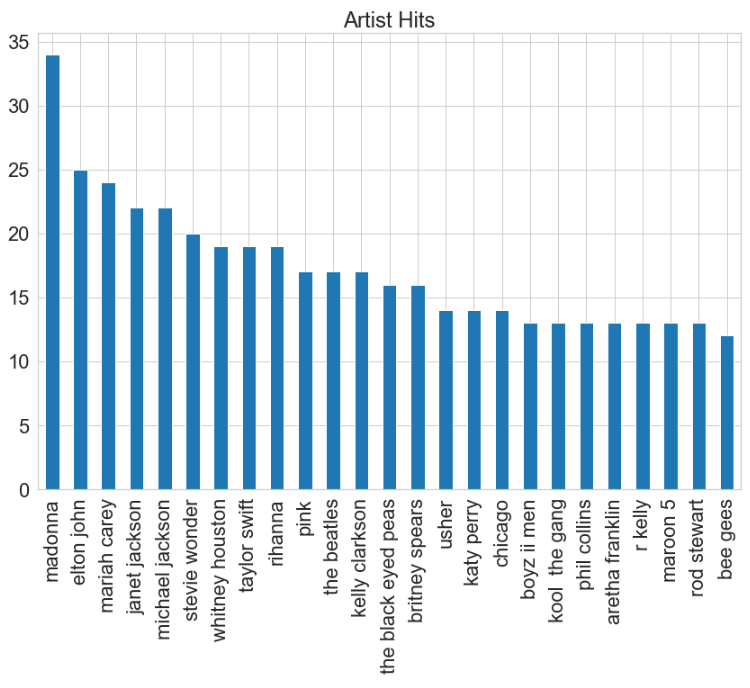 Artist Hits
35
30
25
20
15
10
5
0
madonna
elton john
mariah carey
janet jackson
michael jackson
stevie wonder
whitney houston
taylor swift
rihanna
pink
the beatles
kelly clarkson
the black eyed peas
britney spears
usher
katy perry
chicago
boyz ii men
kool  the gang
phil collins
aretha franklin
r kelly
maroon 5
rod stewart
bee gees